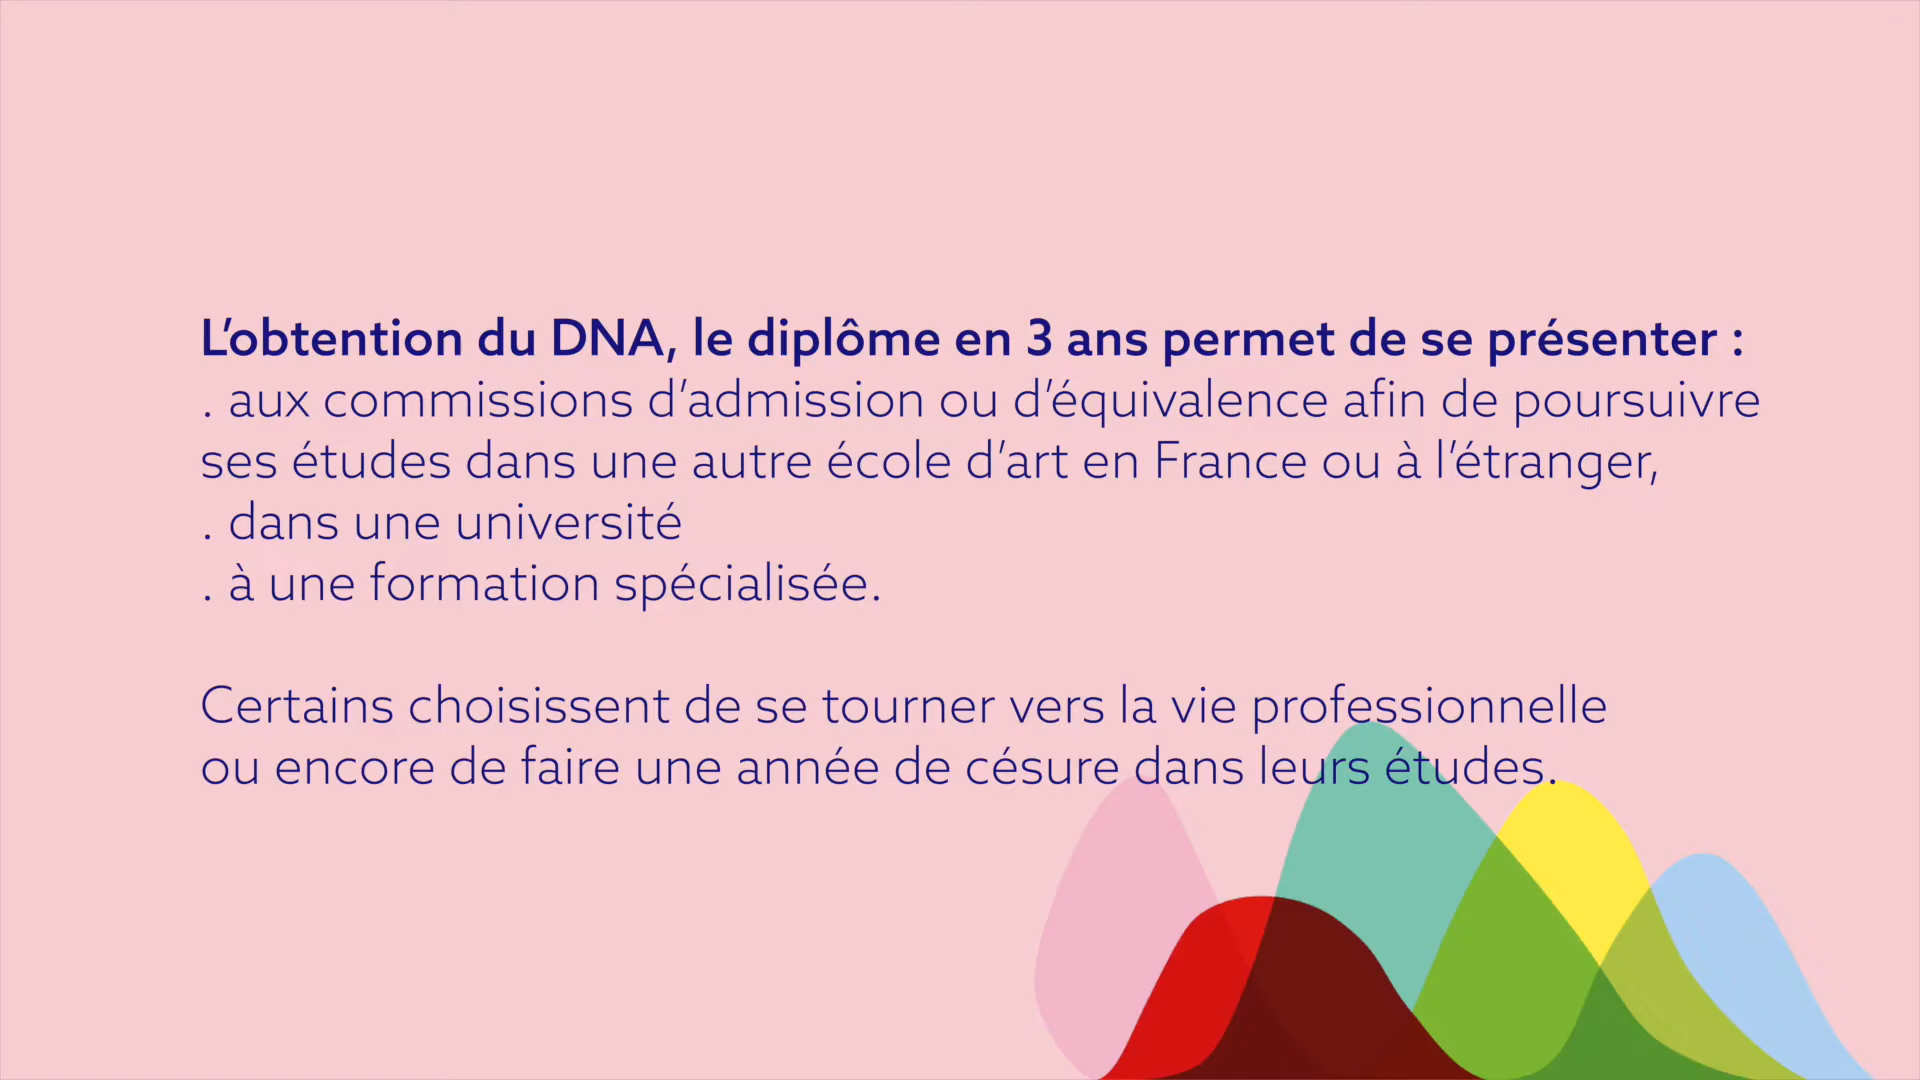 L’obtention du DNA, le diplôme en 3 ans permet de se présenter :
. aux commissions d’admission ou d’équivalence afin de poursuivre
ses études dans une autre école d’art en France ou à l’étranger,
. dans une université
. à une formation spécialisée.
Certains choisissent de se tourner vers la vie professionnelle
ou encore de faire une année de césure dans leurs études.